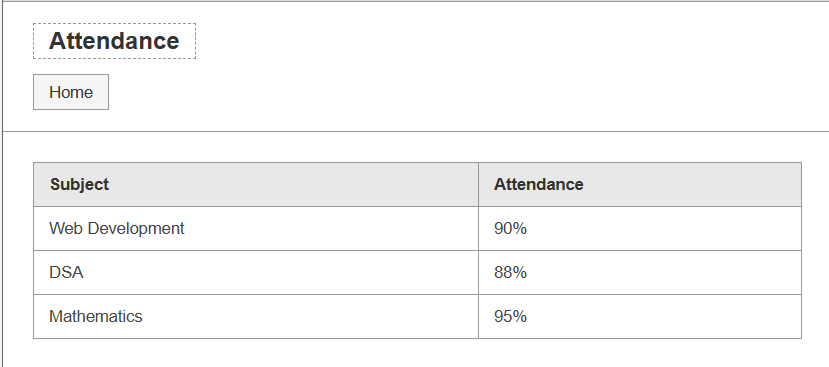 Attendance
Home
Subject Attendance
Web Development 90%
DSA 88%
Mathematics 95%